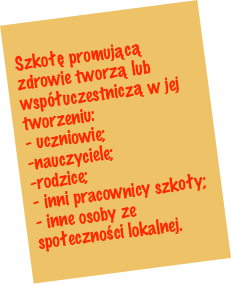 Szkołę promującą
zdrowie tworzą lub
współuczestniczą w jej
tworzeniu:
- uczniowie;
-nauczyciele;
-rodzice;
- inni pracownicy szkoły;
- inne osoby ze
społeczności lokalnej.